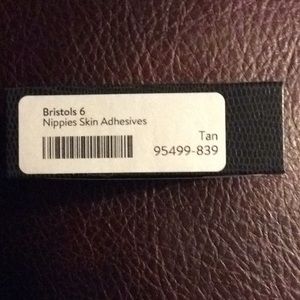 Bristols 6
Nippies Skin Adhesives
Tan
95499-839